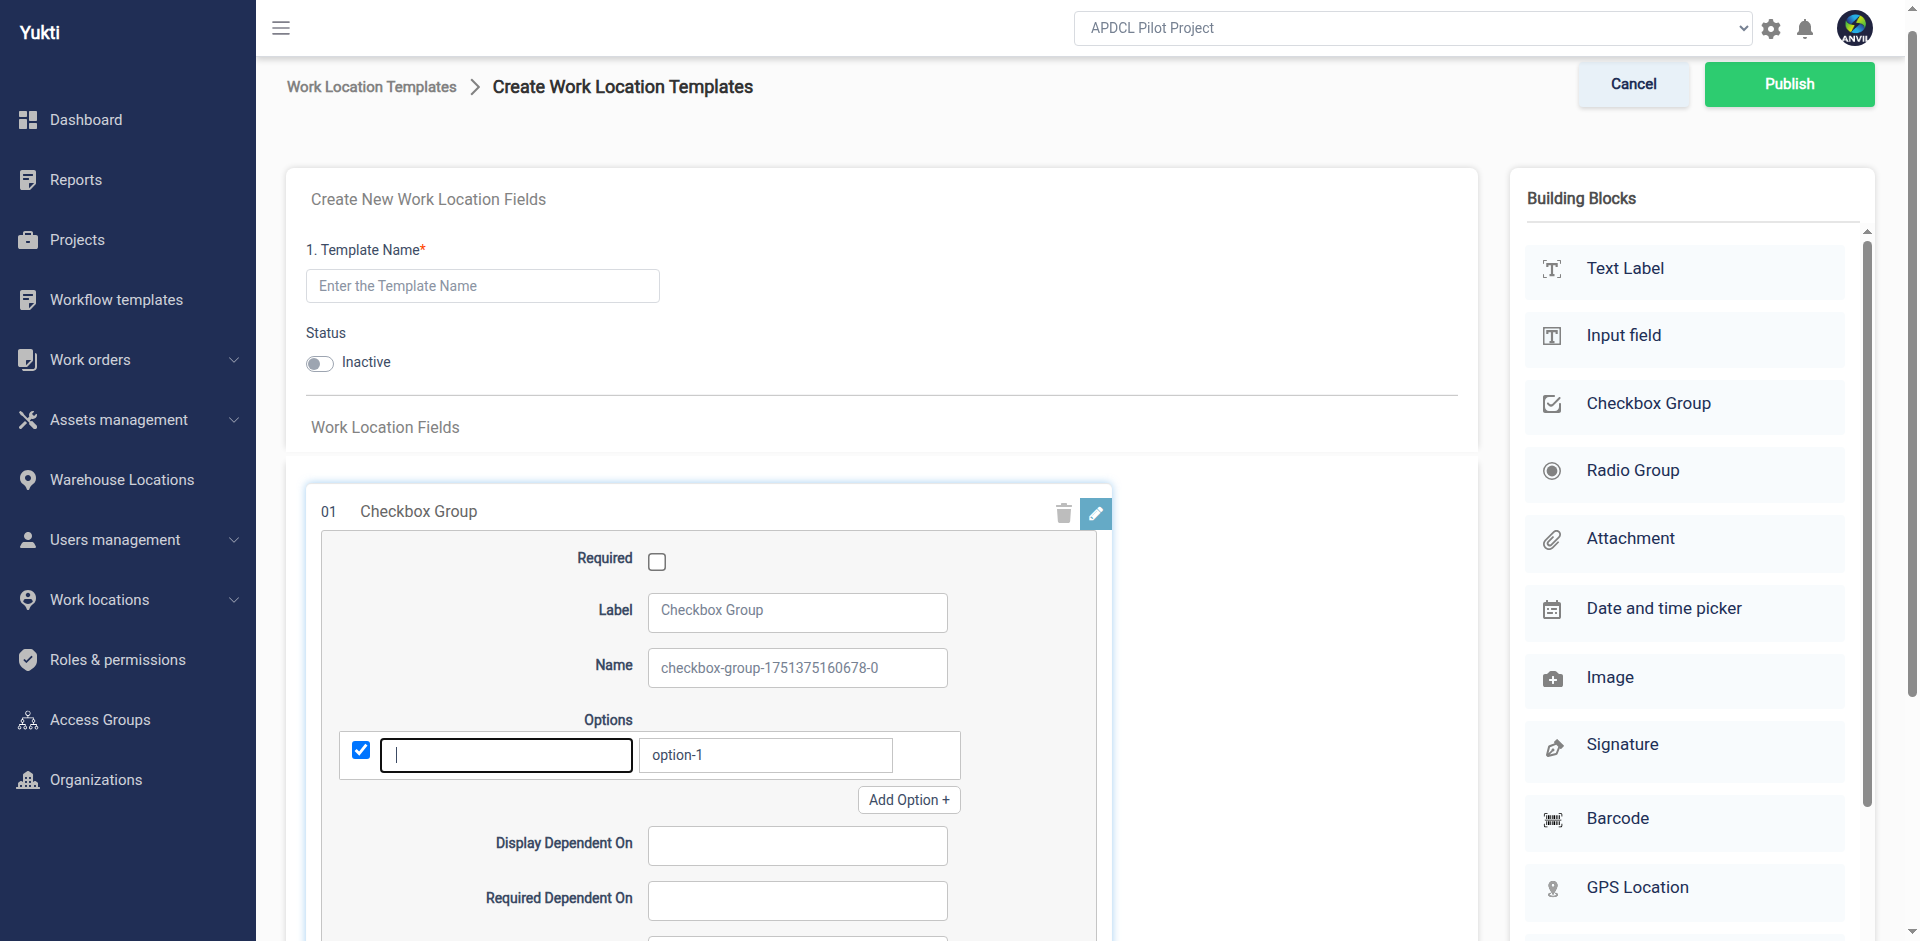 Yukti
APDCL Pilot Project
ANVIL
Dashboard
Reports
Projects
Workflow templates
Work orders
Assets management
Warehouse Locations
Users management
Work locations
Roles & permissions
Access Groups
Organizations
Work Location Templates > Create Work Location Templates
Cancel
Publish
Create New Work Location Fields
1. Template Name*
Enter the Template Name
Status
Inactive
Work Location Fields
01 Checkbox Group
Required
Label Checkbox Group
Name checkbox-group-1751375160678-0
Options
option-1
Add Option +
Display Dependent On
Required Dependent On
Building Blocks
Text Label
Input field
Checkbox Group
Radio Group
Attachment
Date and time picker
Image
Signature
Barcode
GPS Location